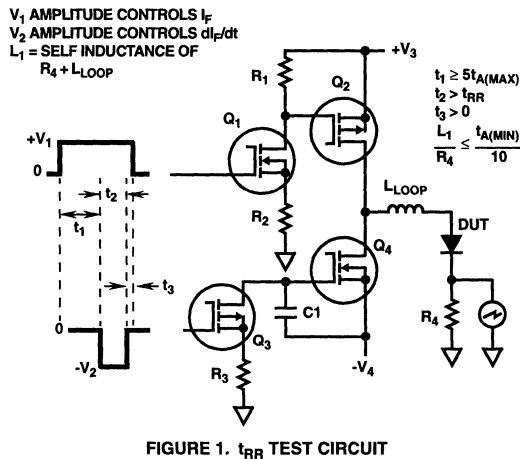 V1 AMPLITUDE CONTROLS IF
V2 AMPLITUDE CONTROLS dIF/dt
L1 = SELF INDUCTANCE OF
R4 + LLOOP
+V1
0
t2
t1
t3
0
-V2
R1
Q1
R2
Q2
+V3
Q3
R3
C1
Q4
-V4
LLOOP
DUT
R4
t1 ≥ 5tA(MAX)
t2 > tRR
t3 > 0
L1/R4 ≤ tA(MIN)/10
FIGURE 1. tRR TEST CIRCUIT